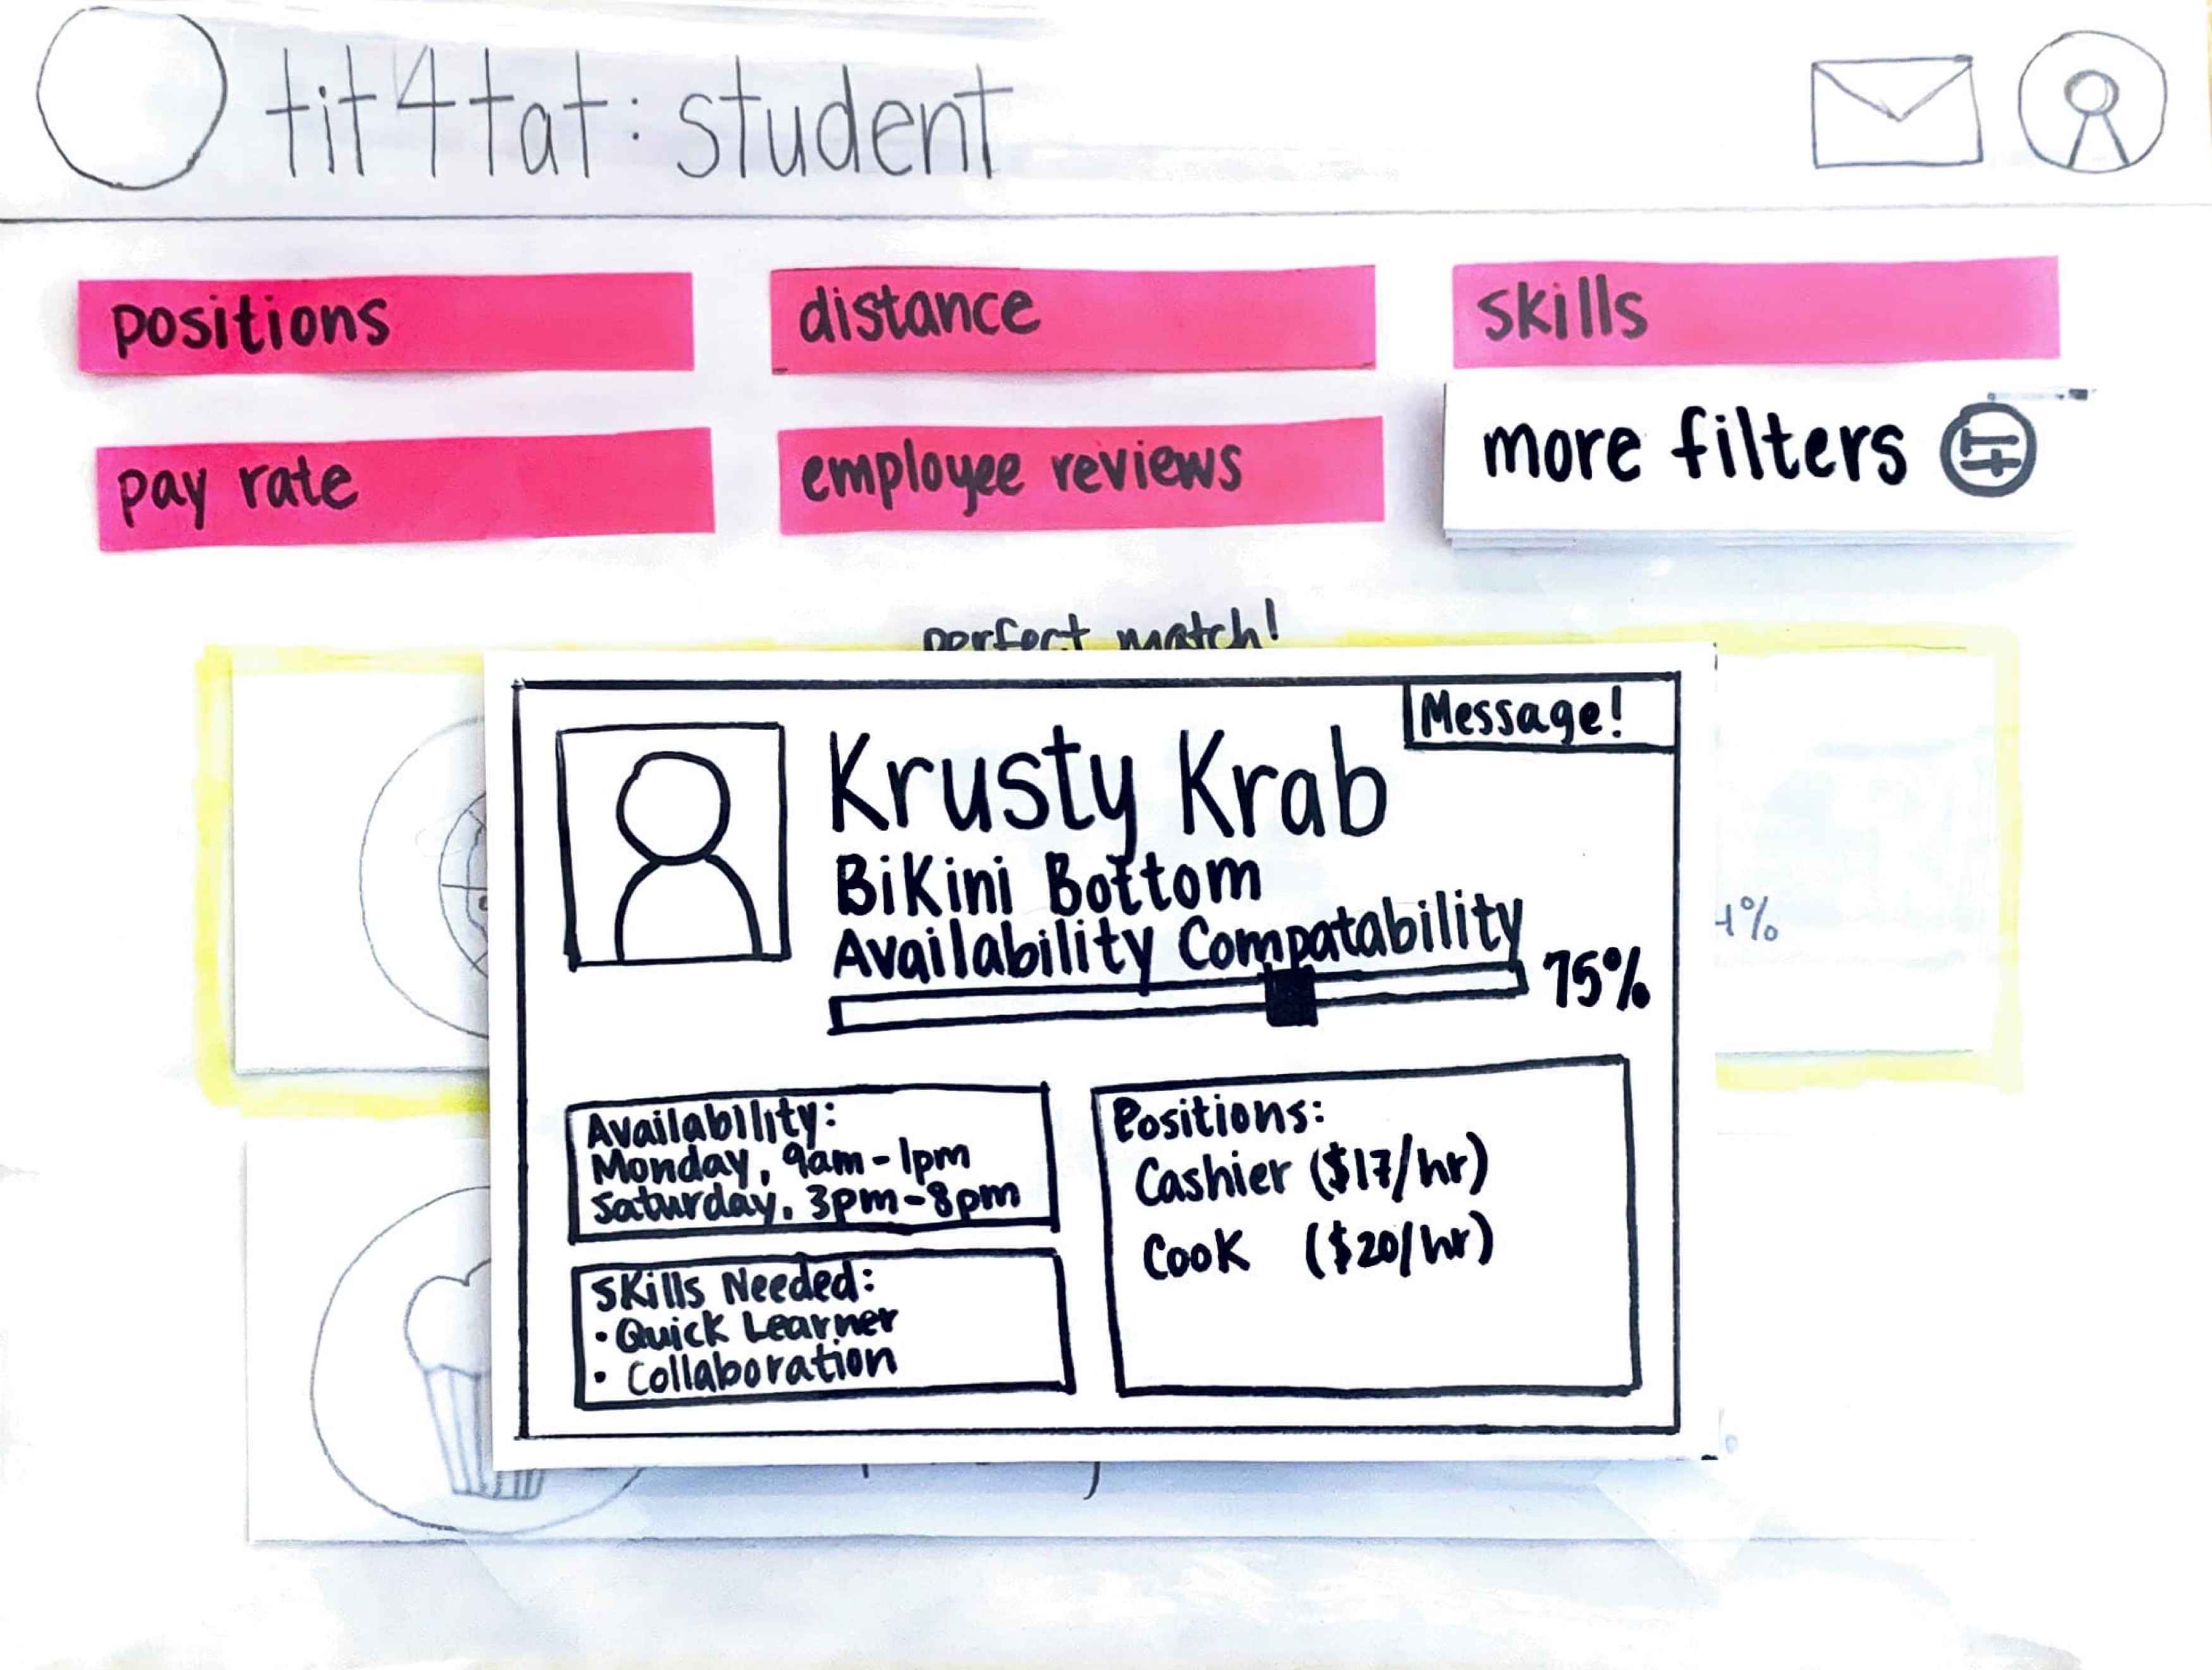 tit4tat: student
positions
distance
skills
pay rate
employee reviews
more filters
perfect match!
Message!
Krusty Krab
Bikini Bottom
Availability Compatability
75%
Availability:
Monday, 9am-1pm
Saturday. 3pm-8pm
Skills Needed:
• Quick Learner
• Collaboration
Positions:
Cashier ($17/hr)
Cook ($20/hr)